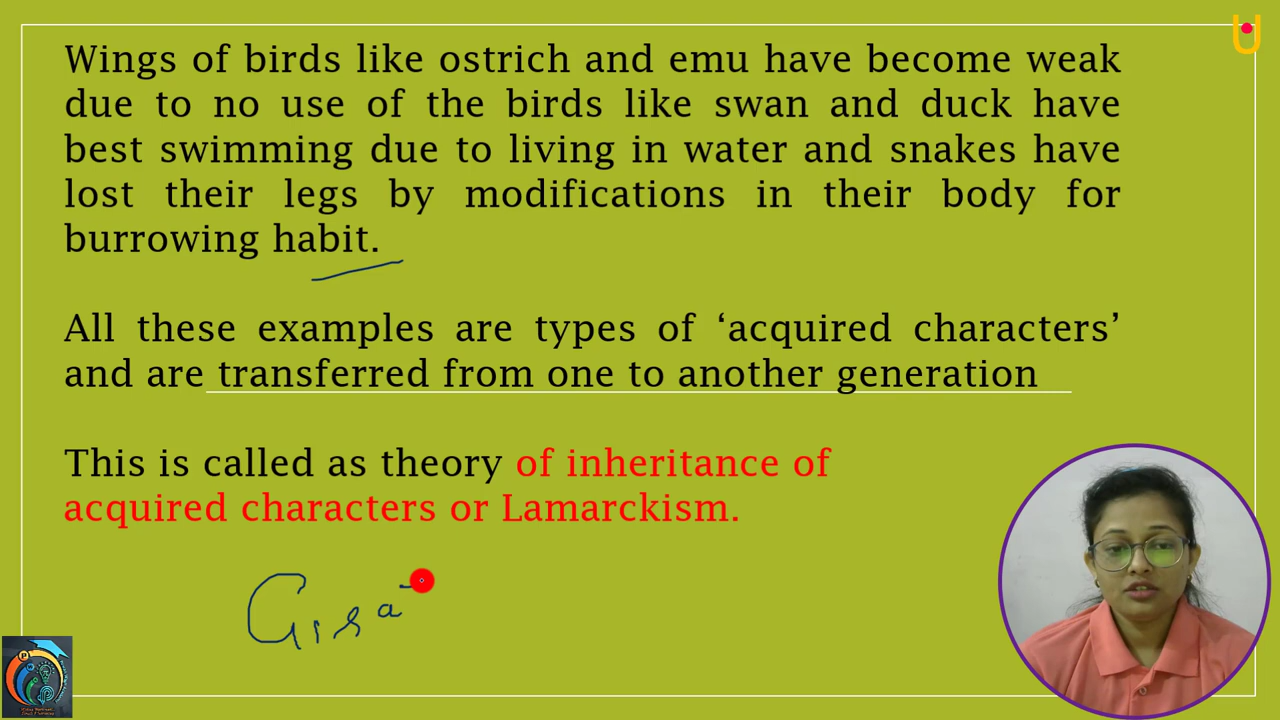 Wings of birds like ostrich and emu have become weak
due to no use of the birds like swan and duck have
best swimming due to living in water and snakes have
lost their legs by modifications in their body for
burrowing habit.
All these examples are types of ‘acquired characters’
and are transferred from one to another generation
This is called as theory of inheritance of
acquired characters or Lamarckism.
Gira